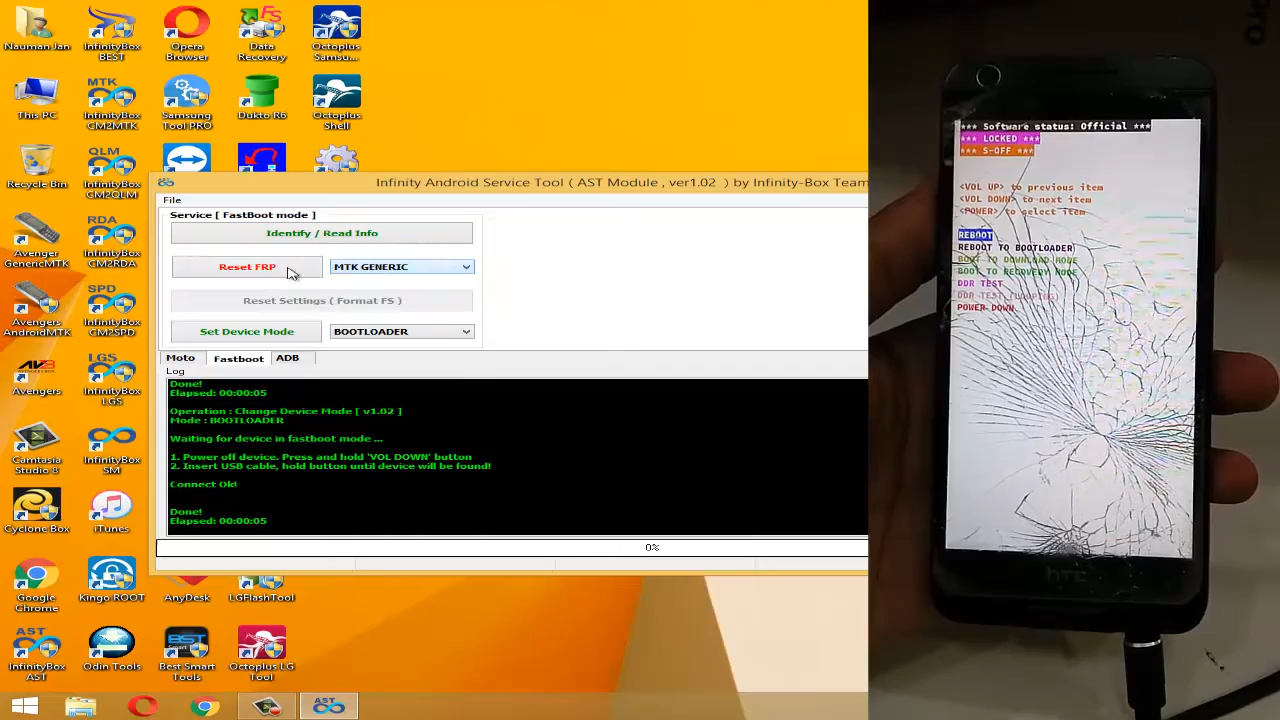 Nauman Jan
InfinityBox
BEST
Opera
Browser
Data
Recovery
Octoplus
Samsu...
This PC
MTK
InfinityBox
CM2MTK
Samsung
Tool PRO
Dukto R6
Octoplus
Shell
Recycle Bin
QLM
InfinityBox
CM2QLM
Avenger
GenericMTK
RDA
InfinityBox
CM2RDA
Avengers
AndroidMTK
SPD
InfinityBox
CM2SPD
Avengers
LGS
InfinityBox
LGS
Camtasia
Studio 8
InfinityBox
SM
Cyclone Box
iTunes
Google
Chrome
Kingo ROOT
AnyDesk
LGFlashTool
AST
InfinityBox
AST
Odin Tools
BST
Smart
Best Smart
Tools
Octoplus LG
Tool
Infinity Android Service Tool ( AST Module , ver1.02 ) by Infinity-Box Team
File
Service [ FastBoot mode ]
Identify / Read Info
Reset FRP
MTK GENERIC
Reset Settings ( Format FS )
Set Device Mode
BOOTLOADER
Moto
Fastboot
ADB
Log
Done!
Elapsed: 00:00:05
Operation : Change Device Mode [ v1.02 ]
Mode : BOOTLOADER
Waiting for device in fastboot mode ...
1. Power off device. Press and hold 'VOL DOWN' button
2. Insert USB cable, hold button until device will be found!
Connect Ok!
Done!
Elapsed: 00:00:05
0%
AST
*** Software status: Official ***
*** LOCKED ***
*** S-OFF ***
<VOL UP> to previous item
<VOL DOWN> to next item
<POWER> to select item
REBOOT
REBOOT TO BOOTLOADER
BOOT TO DOWNLOAD MODE
BOOT TO RECOVERY MODE
DDR TEST
DDR TEST (LOOPING)
POWER DOWN
htc